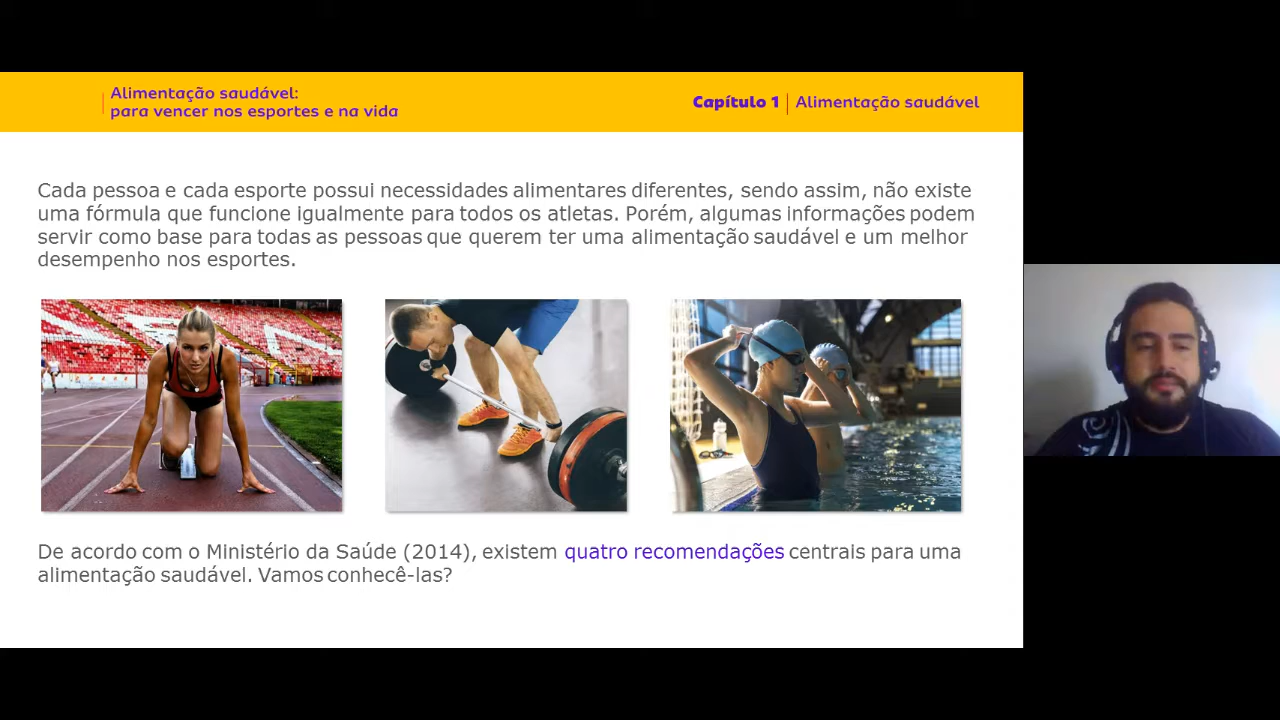 Alimentação saudável:
para vencer nos esportes e na vida
Capítulo 1 | Alimentação saudável
Cada pessoa e cada esporte possui necessidades alimentares diferentes, sendo assim, não existe
uma fórmula que funcione igualmente para todos os atletas. Porém, algumas informações podem
servir como base para todas as pessoas que querem ter uma alimentação saudável e um melhor
desempenho nos esportes.
De acordo com o Ministério da Saúde (2014), existem quatro recomendações centrais para uma
alimentação saudável. Vamos conhecê-las?